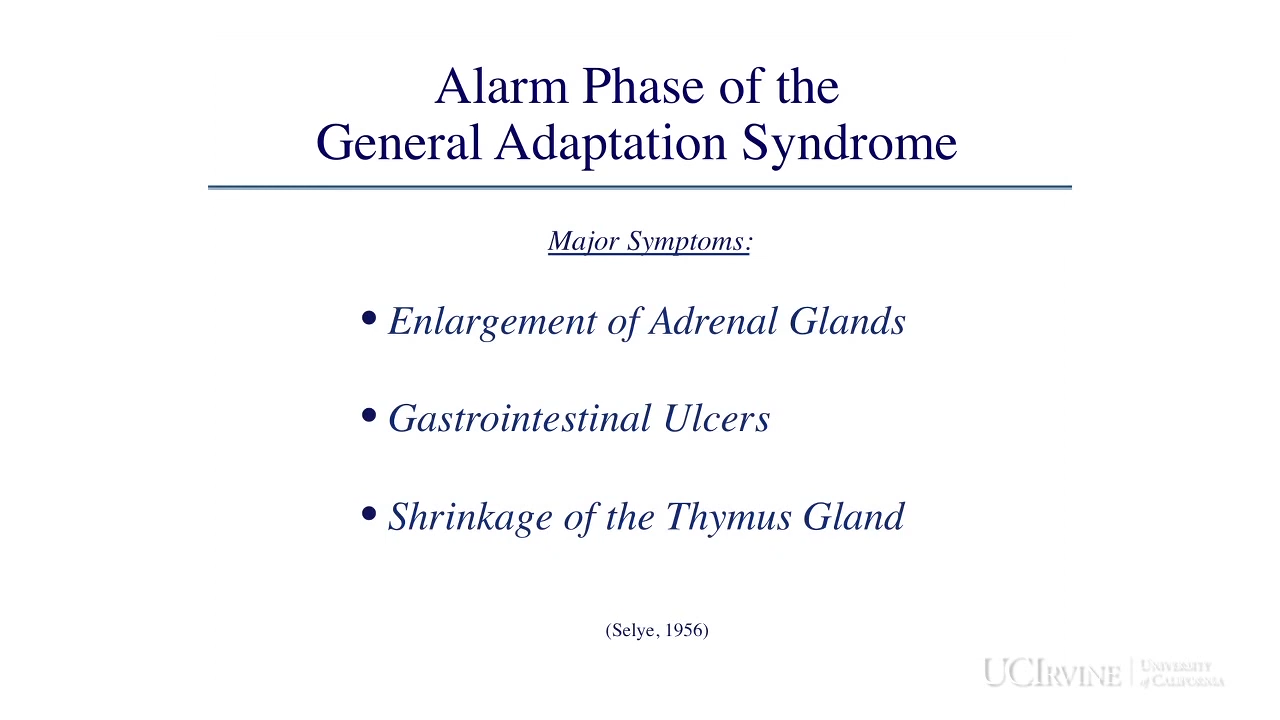 Alarm Phase of the
General Adaptation Syndrome
Major Symptoms:
• Enlargement of Adrenal Glands
• Gastrointestinal Ulcers
• Shrinkage of the Thymus Gland
(Selye, 1956)
UCIRVINE | UNIVERSITY
of CALIFORNIA